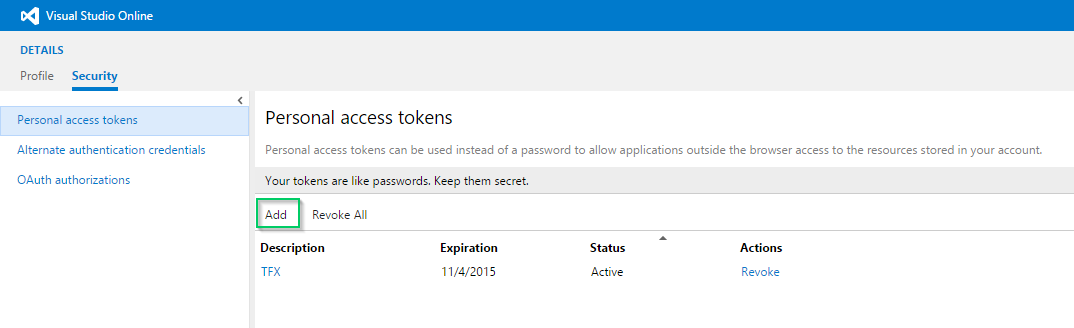 Visual Studio Online
DETAILS
Profile Security
Personal access tokens
Alternate authentication credentials
OAuth authorizations
Personal access tokens
Personal access tokens can be used instead of a password to allow applications outside the browser access to the resources stored in your account.
Your tokens are like passwords. Keep them secret.
Add Revoke All
Description Expiration Status Actions
TFX 11/4/2015 Active Revoke